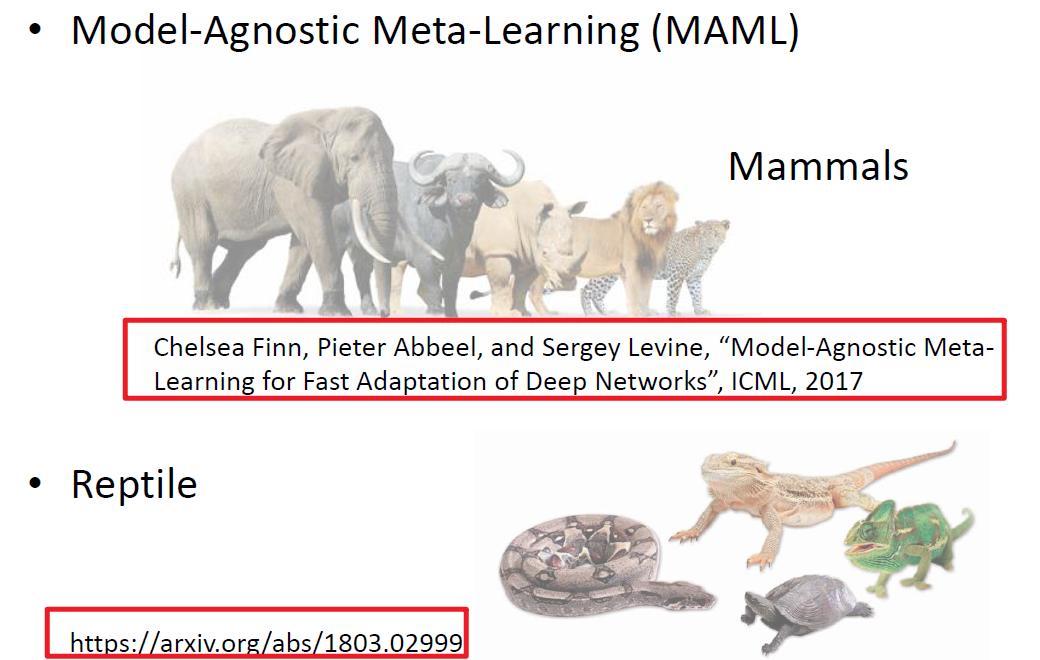 • Model-Agnostic Meta-Learning (MAML)
Mammals
Chelsea Finn, Pieter Abbeel, and Sergey Levine, “Model-Agnostic Meta-
Learning for Fast Adaptation of Deep Networks”, ICML, 2017
• Reptile
https://arxiv.org/abs/1803.02999